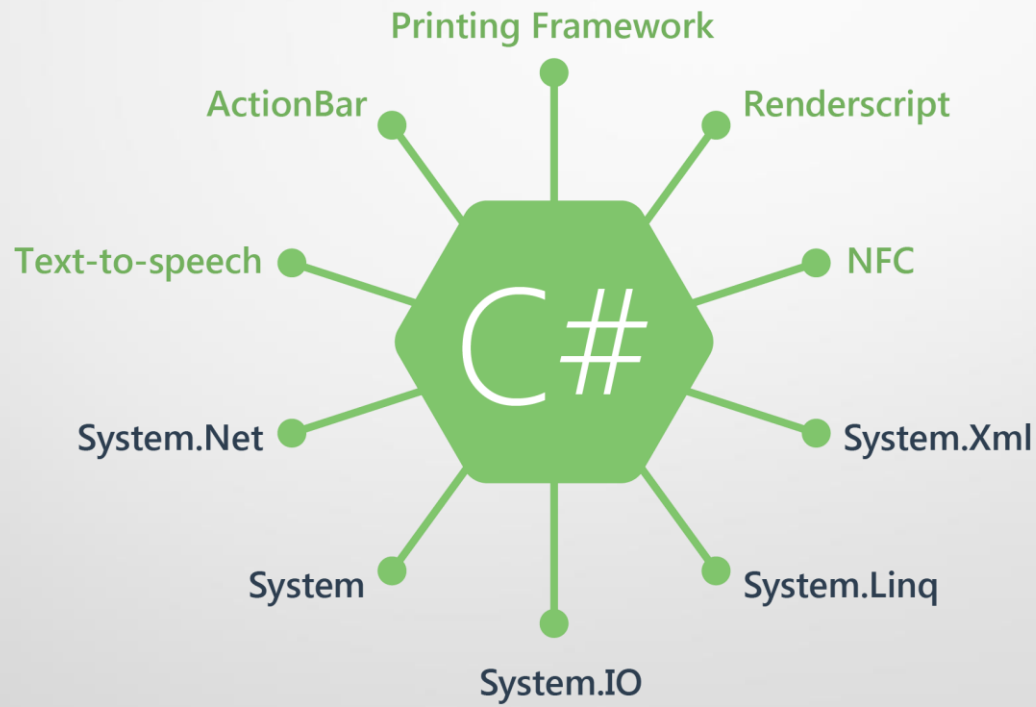 Printing Framework
ActionBar
Renderscript
Text-to-speech
NFC
C#
System.Net
System.Xml
System
System.Linq
System.IO